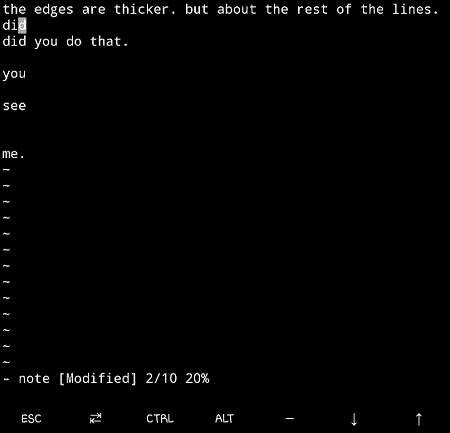 the edges are thicker. but about the rest of the lines.
did
did you do that.
you
see
me.
~
~
~
~
~
~
~
~
~
~
~
~
~
- note [Modified] 2/10 20%
ESC ⇄ CTRL ALT – ↓ ↑